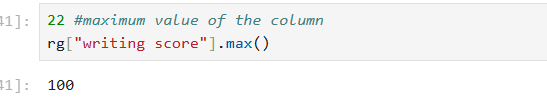 41]: 22 #maximum value of the column
rg["writing score"].max()
41]: 100